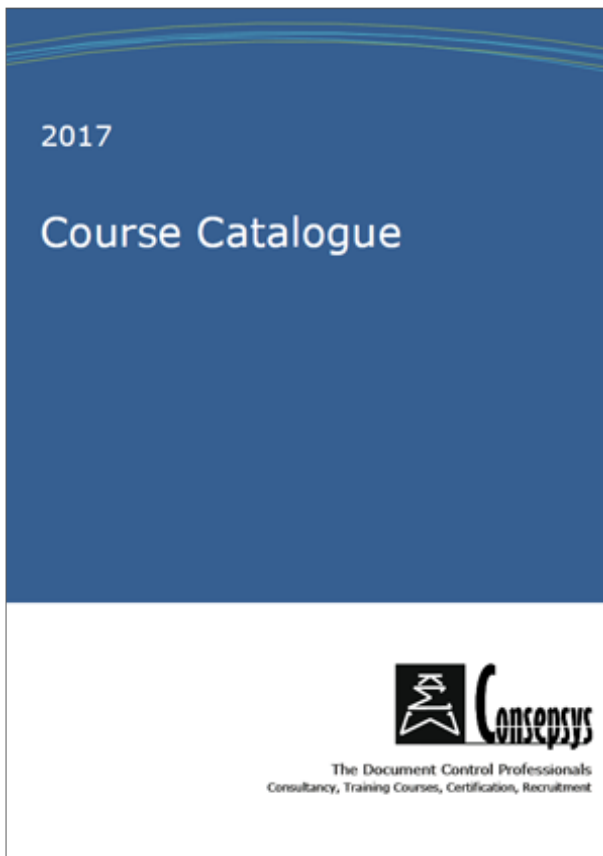 2017
Course Catalogue
Consepsys
The Document Control Professionals
Consultancy, Training Courses, Certification, Recruitment